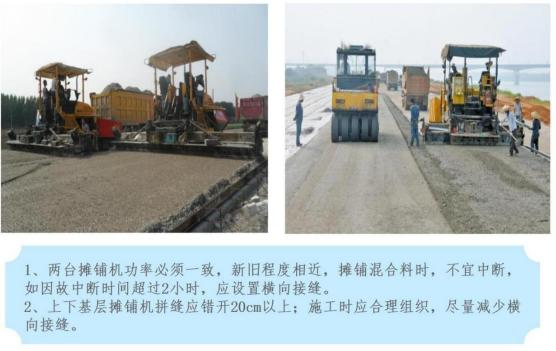 1、两台摊铺机功率必须一致，新旧程度相近，摊铺混合料时，不宜中断，
如因故中断时间超过2小时，应设置横向接缝。
2、上下基层摊铺机拼缝应错开20cm以上；施工时应合理组织，尽量减少横
向接缝。